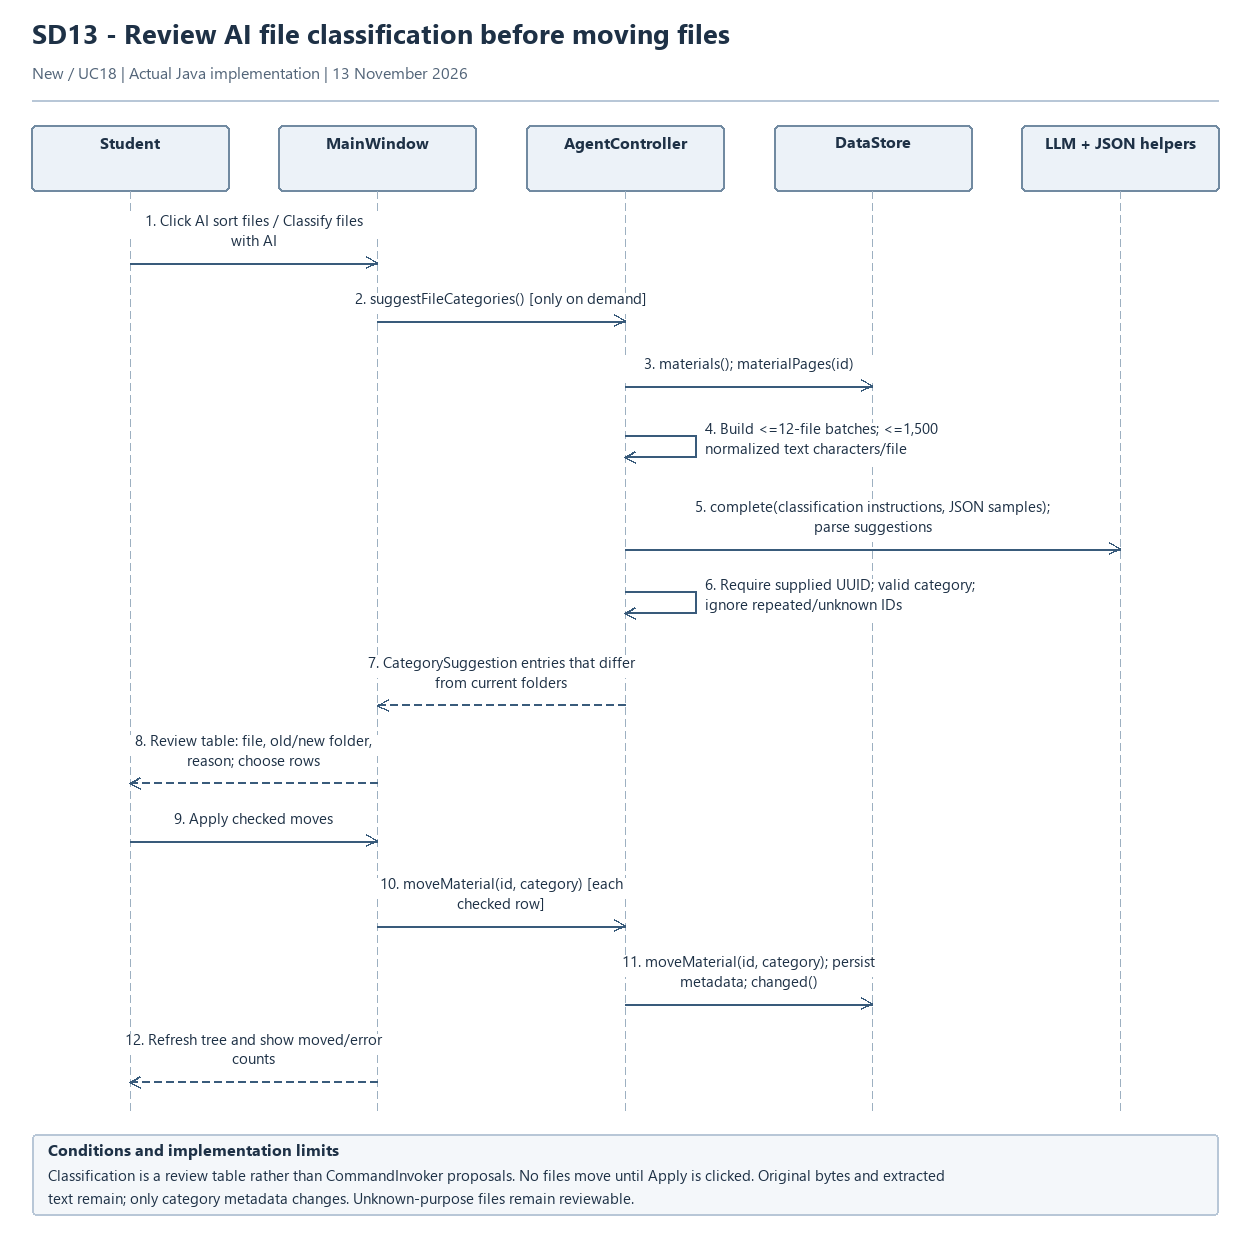 SD13 - Review AI file classification before moving files
New / UC18 | Actual Java implementation | 13 November 2026
Student
MainWindow
AgentController
DataStore
LLM + JSON helpers
1. Click AI sort files / Classify files
with AI
2. suggestFileCategories() [only on demand]
3. materials(); materialPages(id)
4. Build <=12-file batches; <=1,500
normalized text characters/file
5. complete(classification instructions, JSON samples);
parse suggestions
6. Require supplied UUID; valid category;
ignore repeated/unknown IDs
7. CategorySuggestion entries that differ
from current folders
8. Review table: file, old/new folder,
reason; choose rows
9. Apply checked moves
10. moveMaterial(id, category) [each
checked row]
11. moveMaterial(id, category); persist
metadata; changed()
12. Refresh tree and show moved/error
counts
Conditions and implementation limits
Classification is a review table rather than CommandInvoker proposals. No files move until Apply is clicked. Original bytes and extracted
text remain; only category metadata changes. Unknown-purpose files remain reviewable.